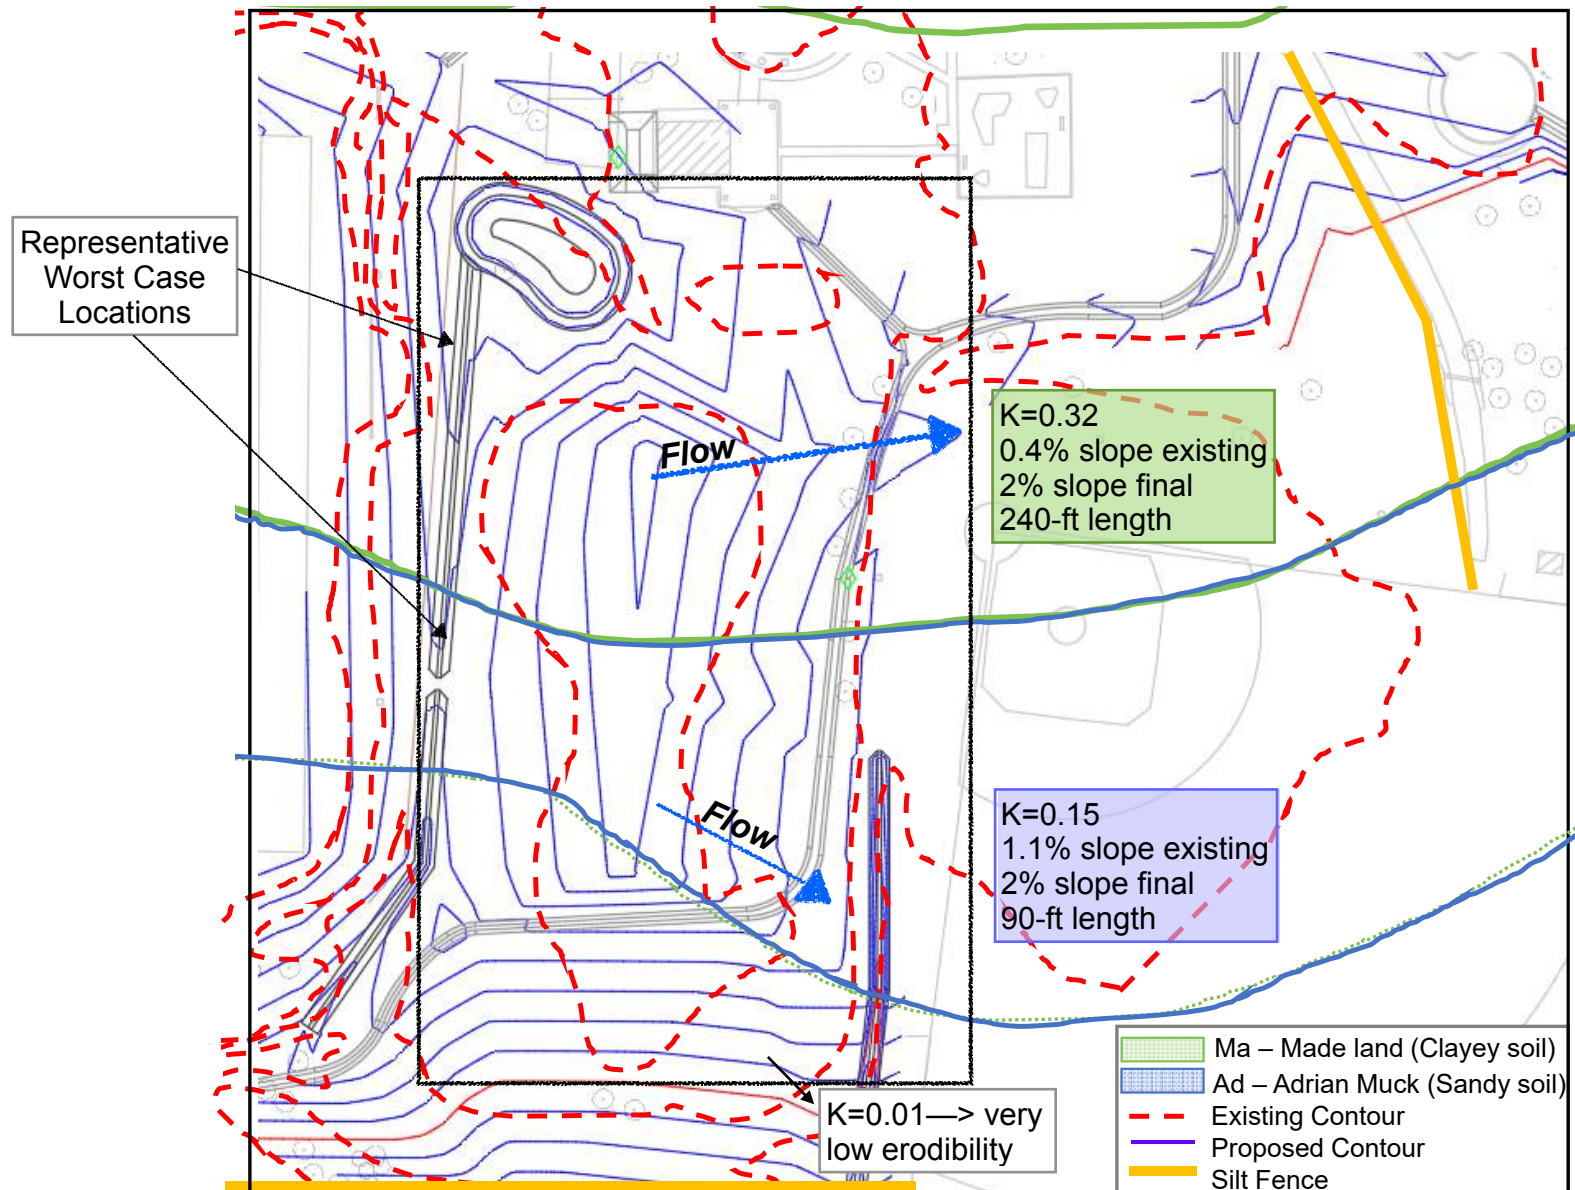 Representative
Worst Case
Locations
Flow
K=0.32
0.4% slope existing
2% slope final
240-ft length
Flow
K=0.15
1.1% slope existing
2% slope final
90-ft length
K=0.01—> very
low erodibility
Ma – Made land (Clayey soil)
Ad – Adrian Muck (Sandy soil)
Existing Contour
Proposed Contour
Silt Fence